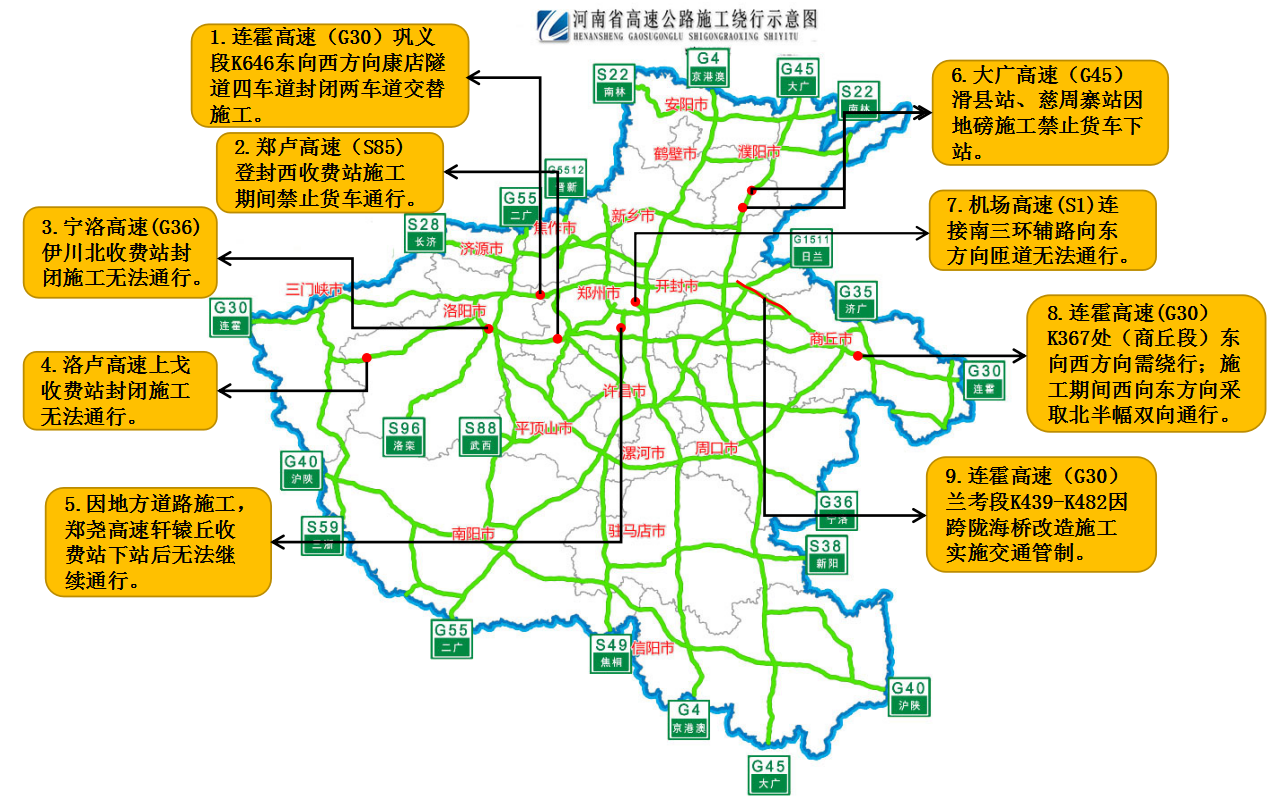 河南省高速公路施工绕行示意图
HENANSHENG GAOSUGONGLU SHIGONGRAOXING SHIYITU
1.连霍高速（G30）巩义
段K646东向西方向康店隧
道四车道封闭两车道交替
施工。
2.郑卢高速（S85）
登封西收费站施工
期间禁止货车通行。
3.宁洛高速(G36)
伊川北收费站封
闭施工无法通行。
4.洛卢高速上戈
收费站封闭施工
无法通行。
5.因地方道路施工，
郑尧高速轩辕丘收
费站下站后无法继
续通行。
6.大广高速（G45）
滑县站、慈周寨站因
地磅施工禁止货车下
站。
7.机场高速(S1)连
接南三环辅路向东
方向匝道无法通行。
8.连霍高速(G30)
K367处（商丘段）东
向西方向需绕行；施
工期间西向东方向采
取北半幅双向通行。
9.连霍高速（G30）
兰考段K439-K482因
跨陇海桥改造施工
实施交通管制。
S22
南林
G4
京港澳
G45
大广
S22
南林
G5512
晋新
G55
二广
S28
长济
G30
连霍
G1511
日兰
G35
济广
G30
连霍
S96
洛栾
S88
武西
G40
沪陕
S59
三淅
G36
宁洛
S38
新阳
G55
二广
S49
焦桐
G4
京港澳
G45
大广
G40
沪陕
安阳市
鹤壁市
濮阳市
新乡市
焦作市
济源市
三门峡市
洛阳市
郑州市
开封市
商丘市
许昌市
平顶山市
漯河市
周口市
南阳市
驻马店市
信阳市